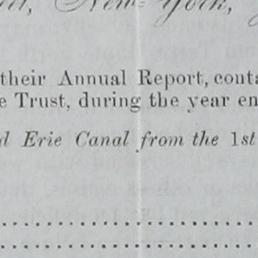 New-York,
their Annual Report, conta
e Trust, during the year en
d Erie Canal from the 1st